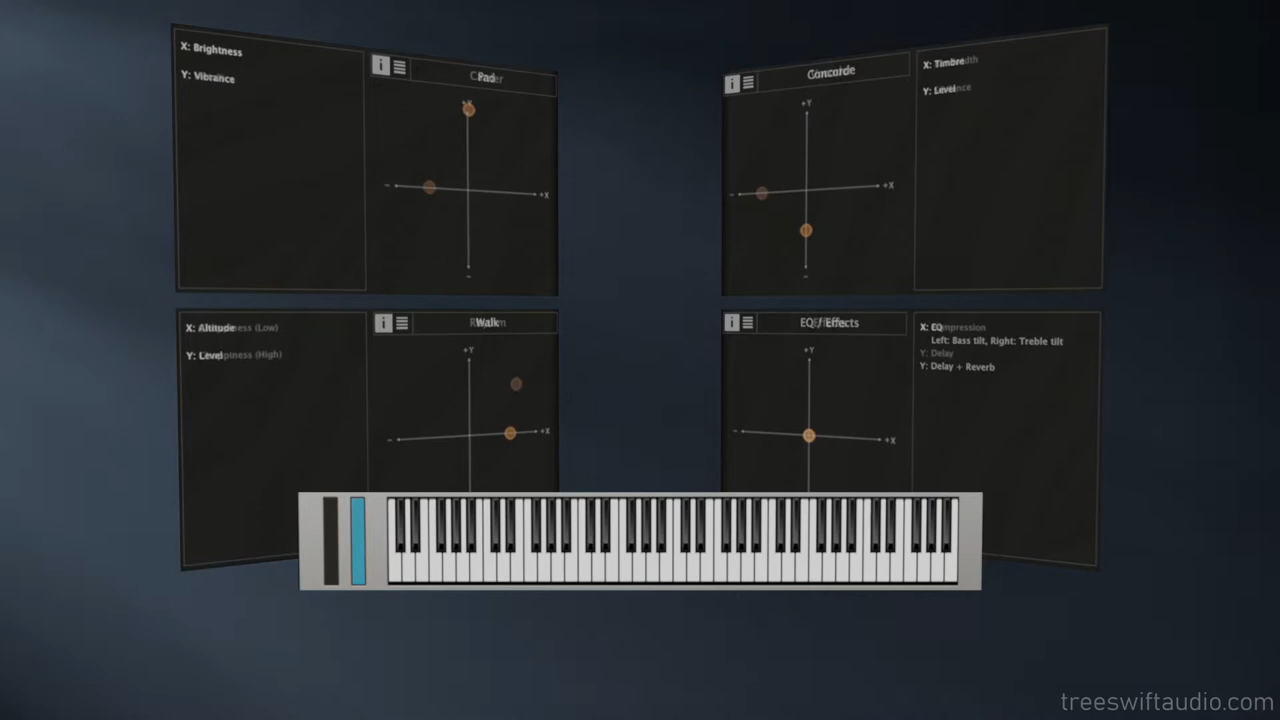 X: Brightness
Y: Vibrance
i
Pad
+X
-
-
i
Concorde
+Y
-
+X
X: Timbre
Y: Level
X: Altitude
Y: Level
i
Walk
+Y
-
+X
i
EQ / Effects
+Y
-
+X
X: EQ
Left: Bass tilt, Right: Treble tilt
Y: Delay
Y: Delay + Reverb
treeswiftaudio.com